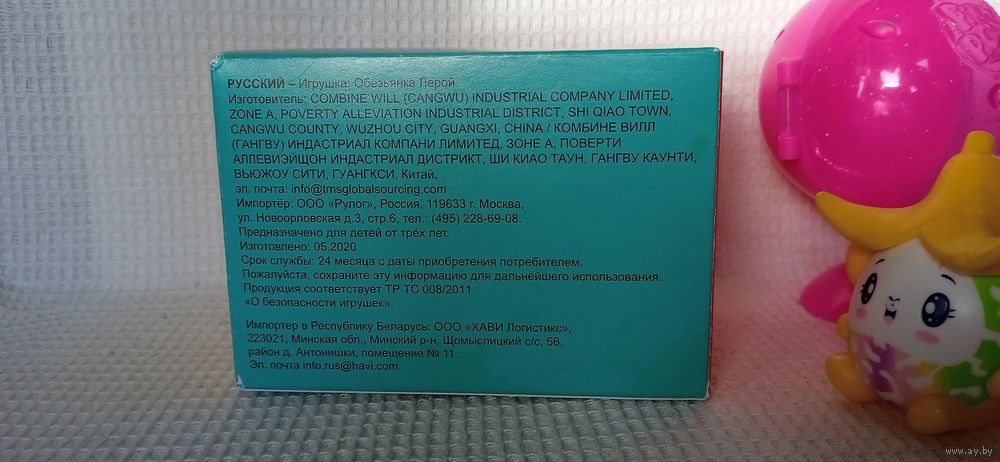 РУССКИЙ – Игрушка: Обезьянка Лерой
Изготовитель: COMBINE WILL (CANGWU) INDUSTRIAL COMPANY LIMITED,
ZONE A, POVERTY ALLEVIATION INDUSTRIAL DISTRICT, SHI QIAO TOWN,
CANGWU COUNTY, WUZHOU CITY, GUANGXI, CHINA / КОМБИНЕ ВИЛЛ
(ГАНГВУ) ИНДАСТРИАЛ КОМПАНИ ЛИМИТЕД, ЗОНЕ А, ПОВЕРТИ
АЛЛЕВИЭЙЩОН ИНДАСТРИАЛ ДИСТРИКТ, ШИ КИАО ТАУН, ГАНГВУ КАУНТИ,
ВЬЮЖОУ СИТИ, ГУАНГКСИ, Китай,
эл. почта: info@tmsglobalsourcing.com
Импортёр: ООО «Рулог», Россия, 119633 г. Москва,
ул. Новоорловская д.3, стр.6, тел.: (495) 228-69-08.
Предназначено для детей от трёх лет.
Изготовлено: 05.2020
Срок службы: 24 месяца с даты приобретения потребителем.
Пожалуйста, сохраните эту информацию для дальнейшего использования.
Продукция соответствует ТР ТС 008/2011
«О безопасности игрушек».
Импортер в Республику Беларусь: ООО «ХАВИ Логистикс»,
223021, Минская обл., Минский р-н, Щомыслицкий с/с, 56,
район д. Антонишки, помещение № 11.
Эл. почта info.rus@havi.com
www.ay.by